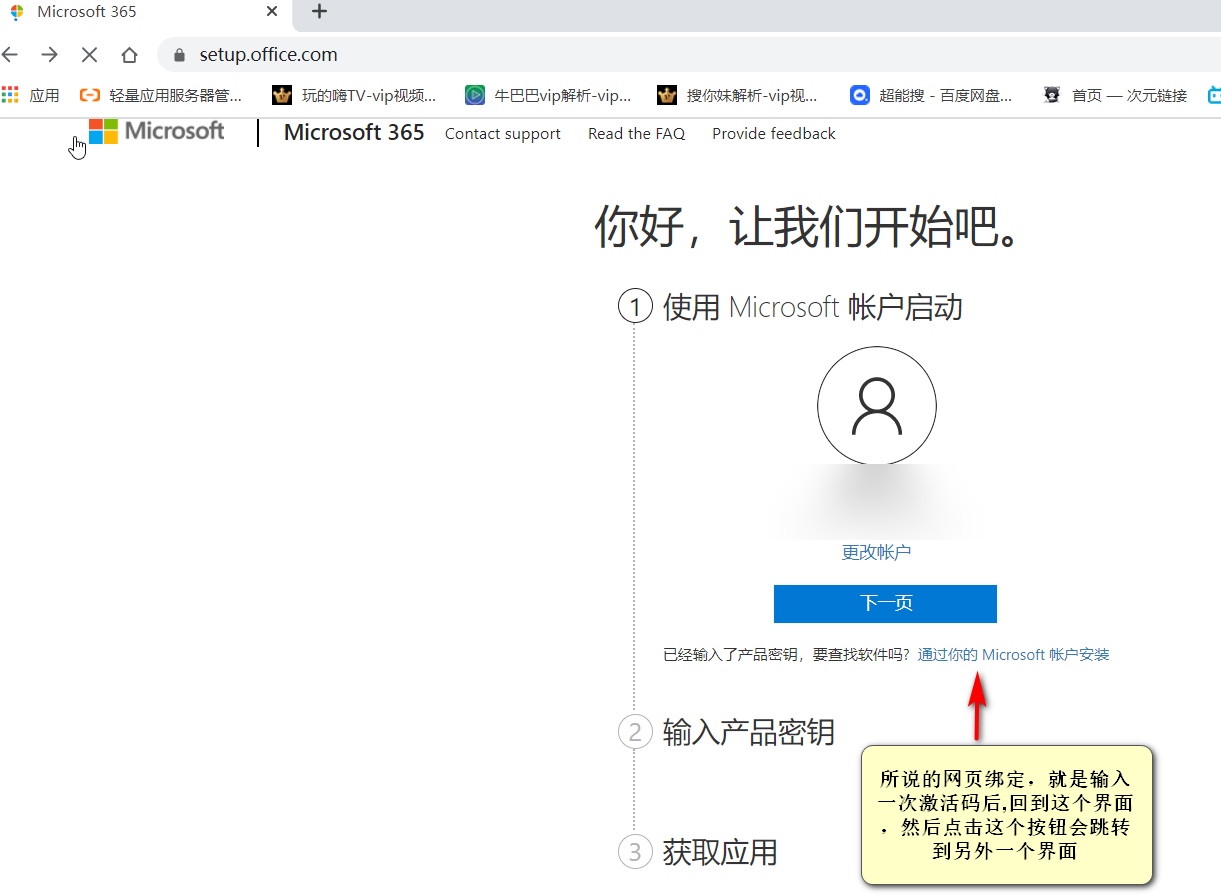 Microsoft 365
setup.office.com
应用
轻量应用服务器管...
玩的嗨TV-vip视频...
牛巴巴vip解析-vip...
搜你妹解析-vip视...
超能搜 - 百度网盘...
首页 — 次元链接
Microsoft
Microsoft 365
Contact support
Read the FAQ
Provide feedback
你好，让我们开始吧。
1 使用 Microsoft 帐户启动
更改帐户
下一页
已经输入了产品密钥，要查找软件吗? 通过你的 Microsoft 帐户安装
2 输入产品密钥
所说的网页绑定．就是输入
一次激活码后,回到这个界面
．然后点击这个按钮会跳转
到另外一个界面
3 获取应用